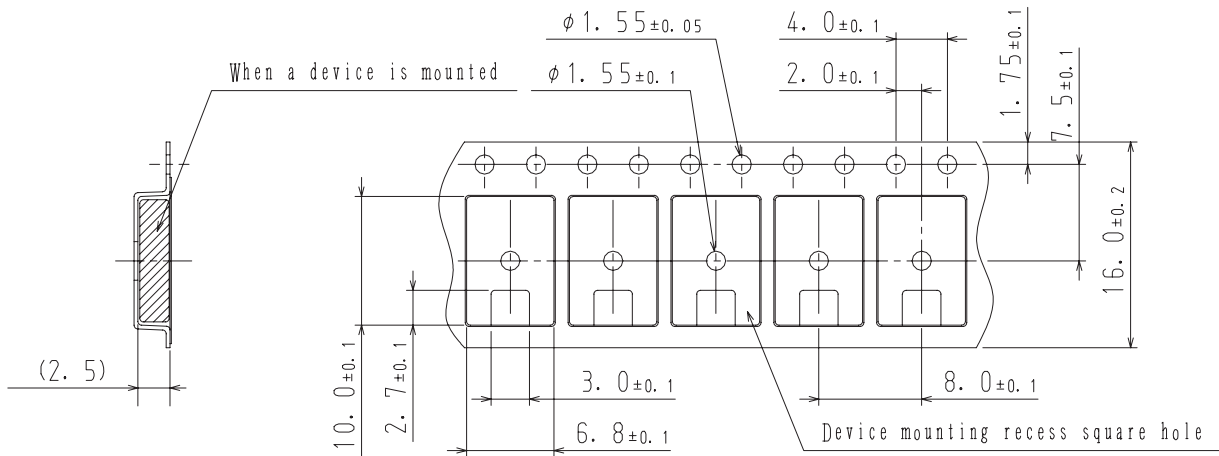 φ1.55±0.05
4.0±0.1
When a device is mounted
φ1.55±0.1
2.0±0.1
1.75±0.1
7.5±0.1
16.0±0.2
(2.5)
10.0±0.1
2.7±0.1
3.0±0.1
8.0±0.1
6.8±0.1
Device mounting recess square hole